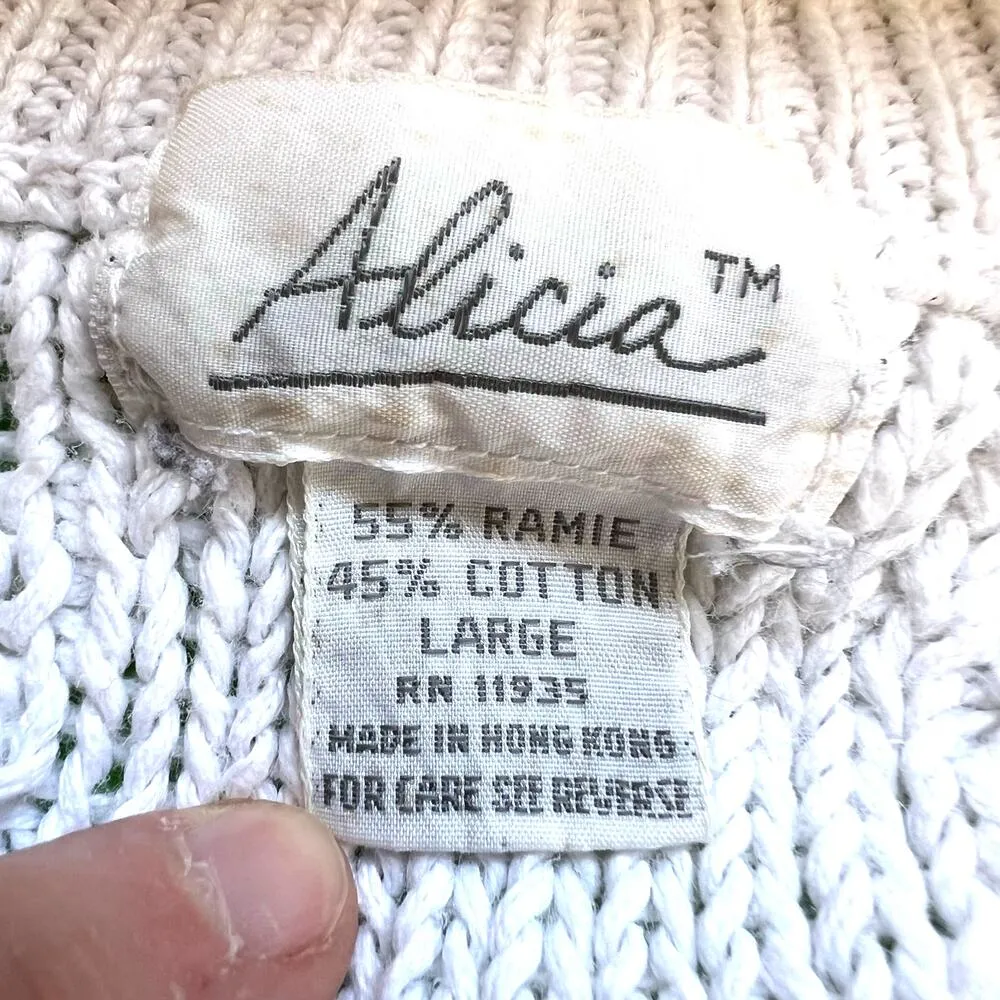 Alicia™
55% RAMIE
45% COTTON
LARGE
RN 11935
MADE IN HONG KONG
FOR CARE SEE REVERSE